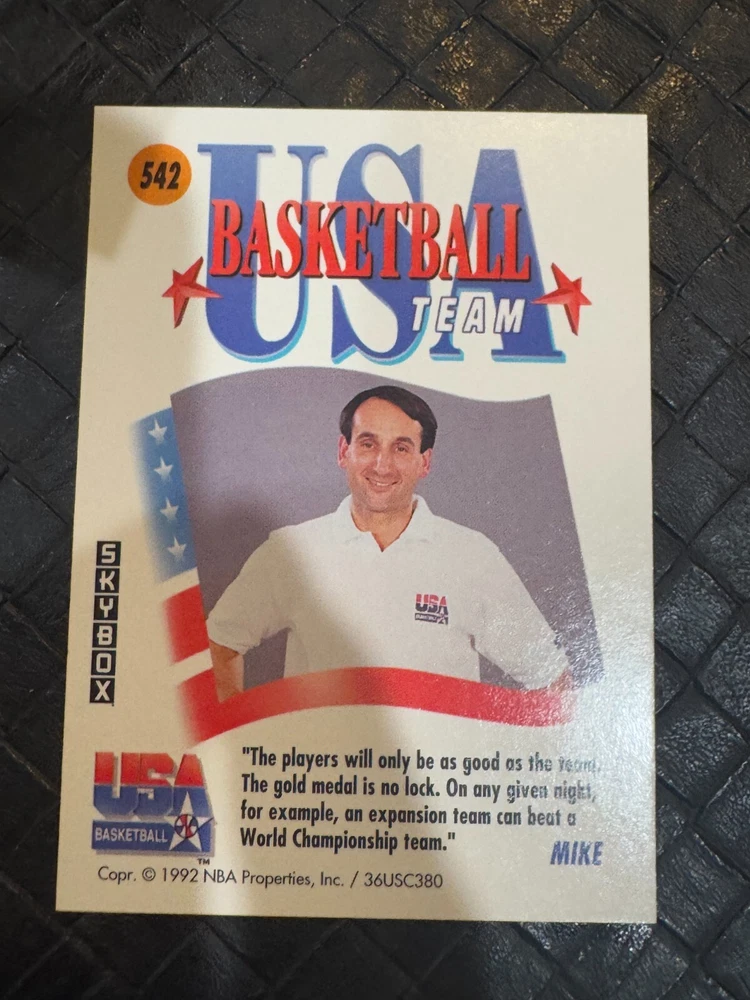 542
USA
BASKETBALL
TEAM
USA
SKYBOX
"The players will only be as good as the team.
The gold medal is no lock. On any given night,
for example, an expansion team can beat a
World Championship team."
MIKE
USA
BASKETBALL
TM
Copr. © 1992 NBA Properties, Inc. / 36USC380